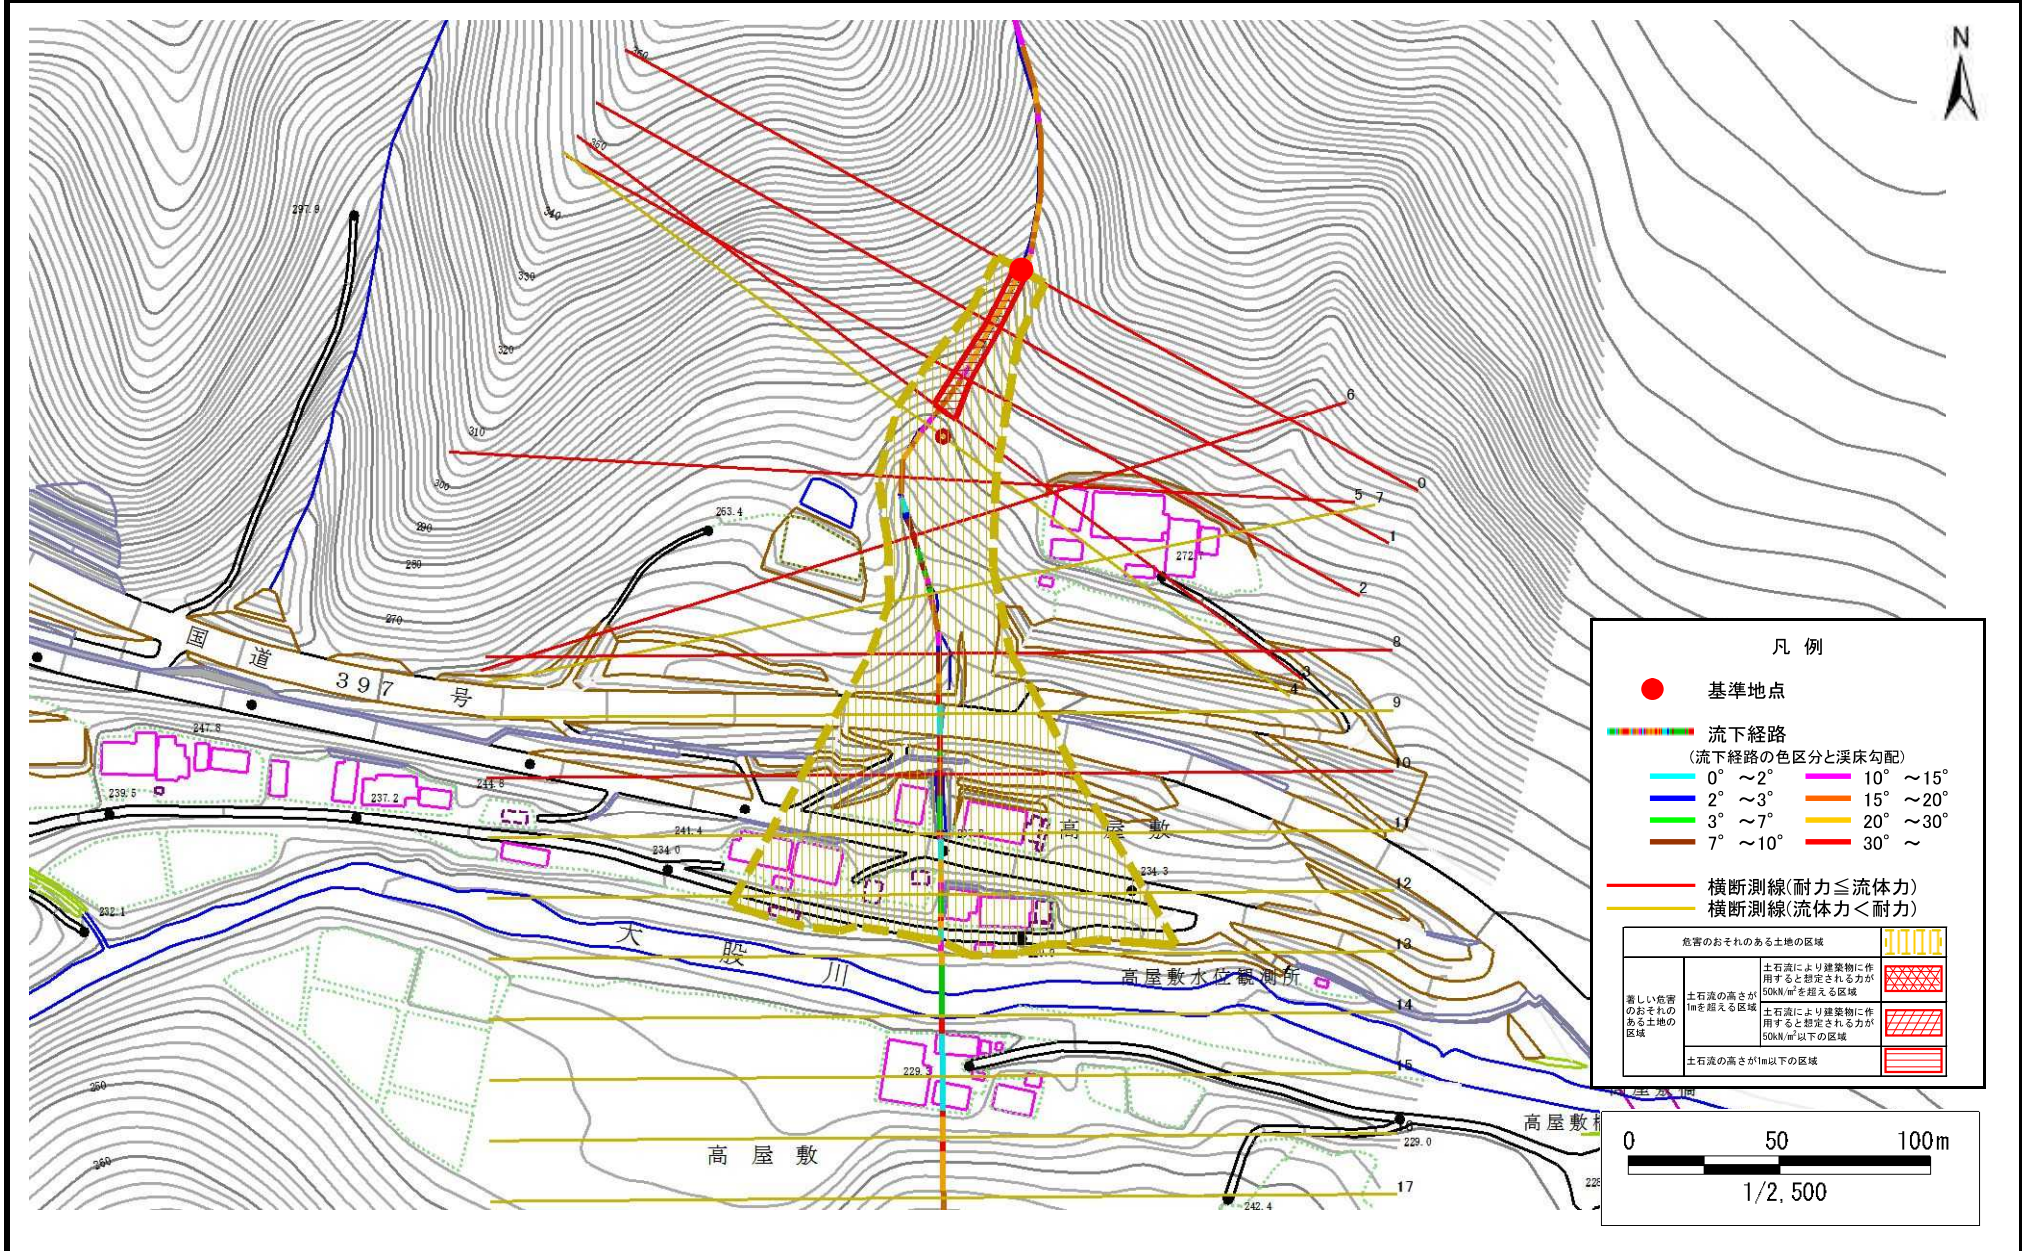 N
360
360
340
297.9
330
320
310
300
290
280
270
263.4
272.7
6
0
5
7
1
2
8
3
4
9
10
11
12
13
14
15
17
国道397号
247.8
244.8
239.5
237.2
241.4
234.0
234.3
232.1
高屋敷
大股川
高屋敷水位観測所
229.3
260
260
高屋敷
高屋敷橋
229.0
242.4
凡 例
基準地点
流下経路
(流下経路の色区分と渓床勾配)
0° ~2°
10° ~15°
2° ~3°
15° ~20°
3° ~7°
20° ~30°
7° ~10°
30° ~
横断測線(耐力≦流体力)
横断測線(流体力<耐力)
危害のおそれのある土地の区域
著しい危害のおそれのある土地の区域
土石流の高さが1mを超える区域
土石流により建築物に作用すると想定される力が50kN/m²を超える区域
土石流により建築物に作用すると想定される力が50kN/m²以下の区域
土石流の高さが1m以下の区域
0 50 100m
1/2,500